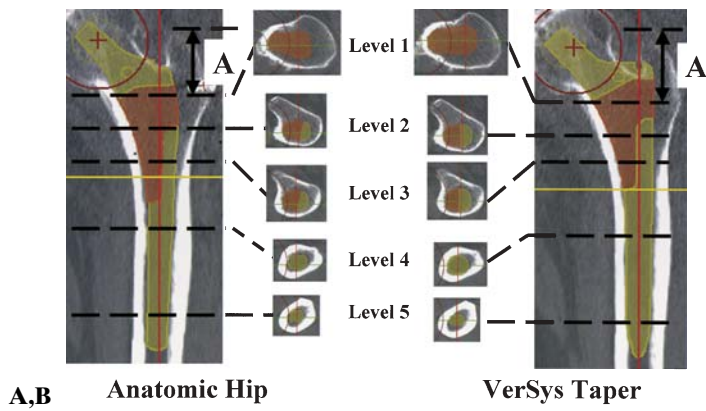 A
Level 1
A
Level 2
Level 3
Level 4
Level 5
A,B
Anatomic Hip
VerSys Taper